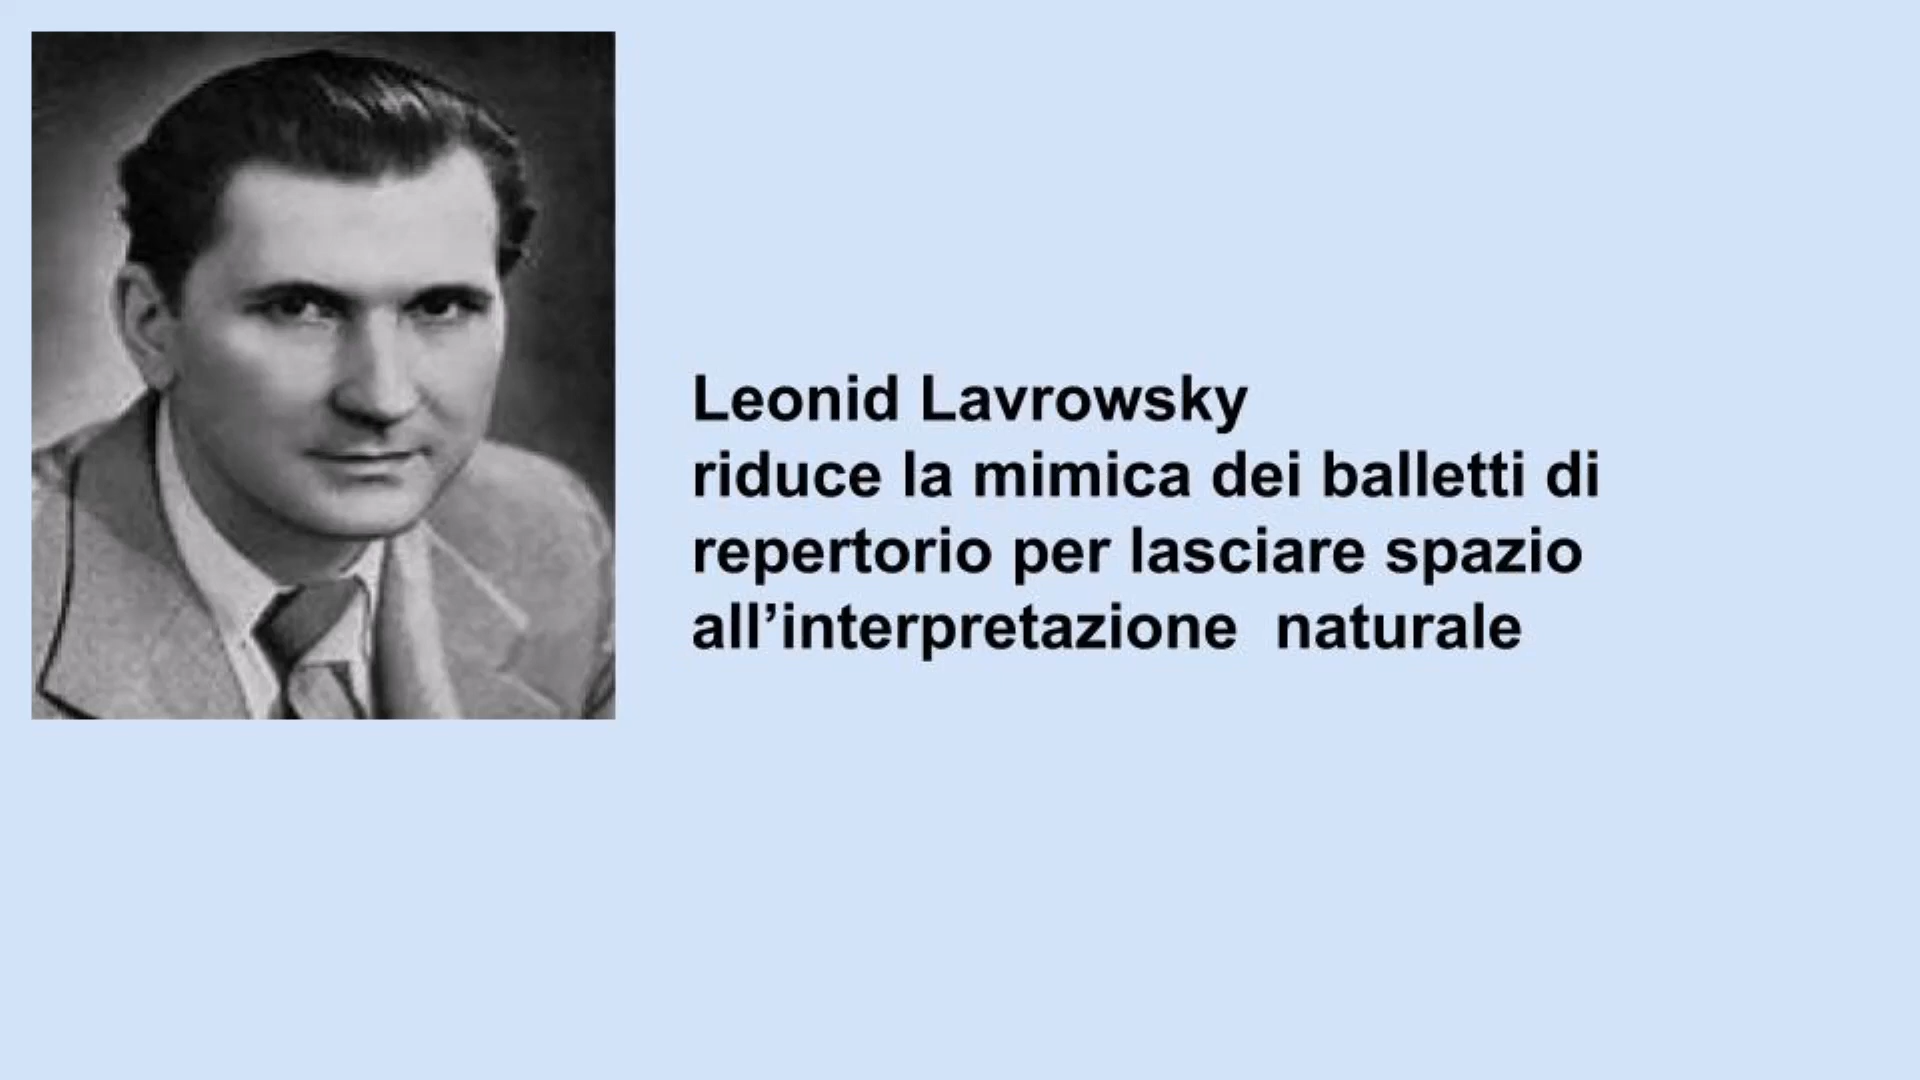 Leonid Lavrowsky
riduce la mimica dei balletti di
repertorio per lasciare spazio
all’interpretazione  naturale